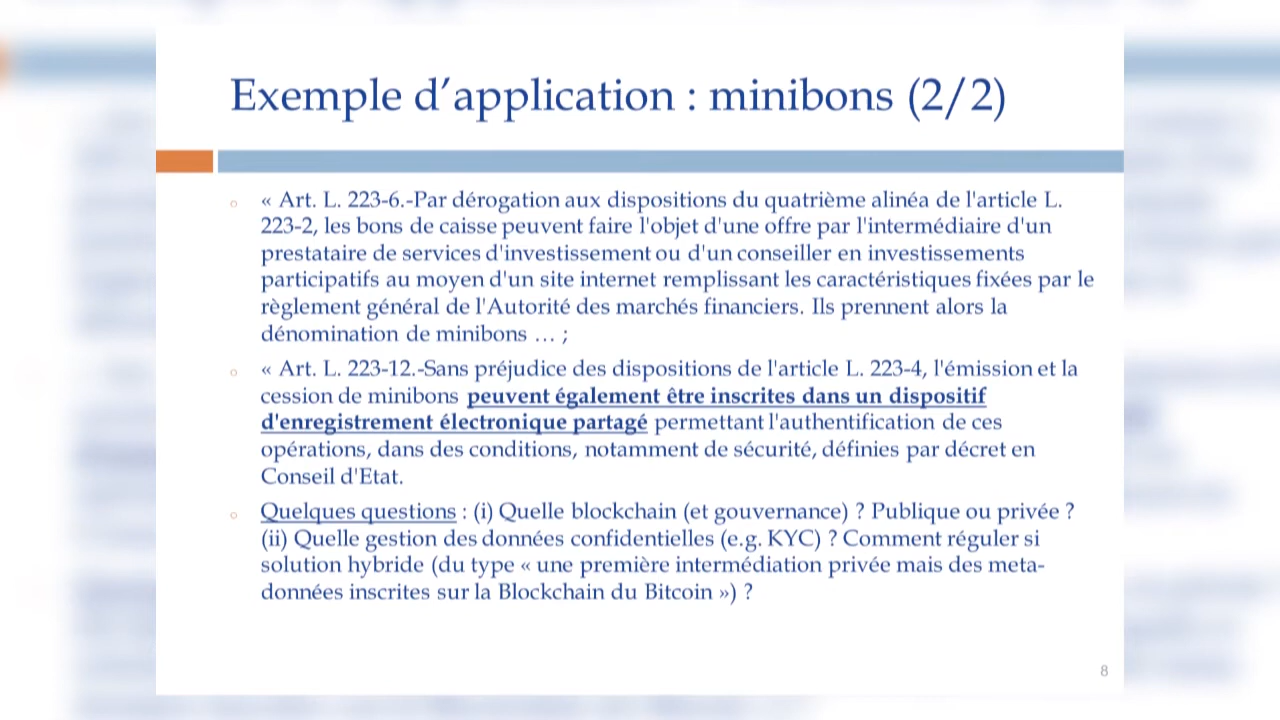 Exemple d’application : minibons (2/2)
« Art. L. 223-6.-Par dérogation aux dispositions du quatrième alinéa de l'article L.
223-2, les bons de caisse peuvent faire l'objet d'une offre par l'intermédiaire d'un
prestataire de services d'investissement ou d'un conseiller en investissements
participatifs au moyen d'un site internet remplissant les caractéristiques fixées par le
règlement général de l'Autorité des marchés financiers. Ils prennent alors la
dénomination de minibons … ;
« Art. L. 223-12.-Sans préjudice des dispositions de l'article L. 223-4, l'émission et la
cession de minibons peuvent également être inscrites dans un dispositif
d'enregistrement électronique partagé permettant l'authentification de ces
opérations, dans des conditions, notamment de sécurité, définies par décret en
Conseil d'Etat.
Quelques questions : (i) Quelle blockchain (et gouvernance) ? Publique ou privée ?
(ii) Quelle gestion des données confidentielles (e.g. KYC) ? Comment réguler si
solution hybride (du type « une première intermédiation privée mais des meta-
données inscrites sur la Blockchain du Bitcoin ») ?
8